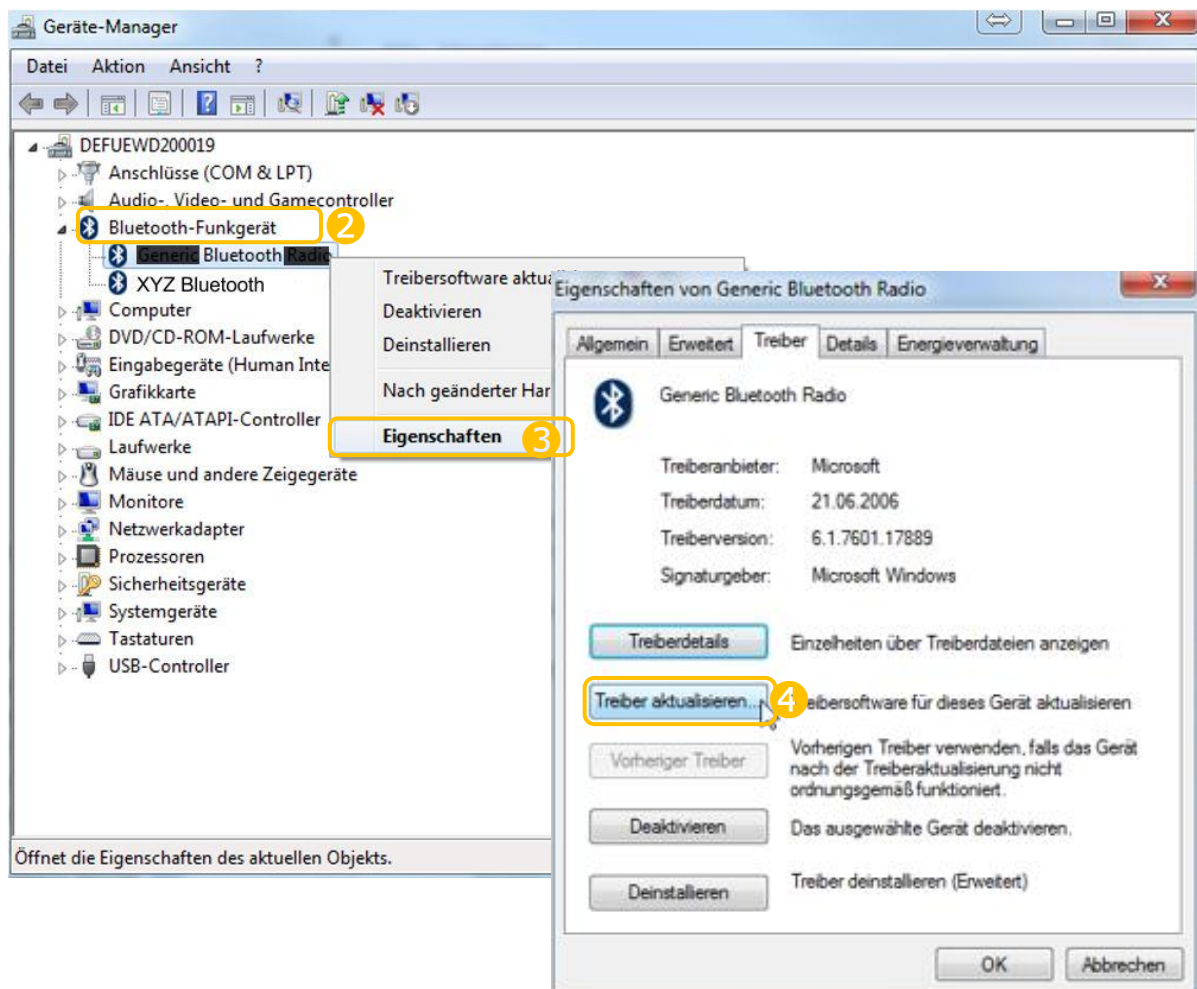 Geräte-Manager
Datei Aktion Ansicht ?
DEFUEWD200019
Anschlüsse (COM & LPT)
Audio-, Video- und Gamecontroller
Bluetooth-Funkgerät
2
Generic Bluetooth Radio
XYZ Bluetooth
Computer
DVD/CD-ROM-Laufwerke
Eingabegeräte (Human Inte
Grafikkarte
IDE ATA/ATAPI-Controller
Laufwerke
Mäuse und andere Zeigegeräte
Monitore
Netzwerkadapter
Prozessoren
Sicherheitsgeräte
Systemgeräte
Tastaturen
USB-Controller
Öffnet die Eigenschaften des aktuellen Objekts.
Treibersoftware
Deaktivieren
Deinstallieren
Nach geänderter Har
Eigenschaften
3
Eigenschaften von Generic Bluetooth Radio
Allgemein Erweitert Treiber Details Energieverwaltung
Generic Bluetooth Radio
Treiberanbieter: Microsoft
Treiberdatum: 21.06.2006
Treiberversion: 6.1.7601.17889
Signaturgeber: Microsoft Windows
Treiberdetails Einzelheiten über Treiberdateien anzeigen
Treiber aktualisieren... 4 eibersoftware für dieses Gerät aktualisieren
Vorheriger Treiber
Vorherigen Treiber verwenden, falls das Gerät
nach der Treiberaktualisierung nicht
ordnungsgemäß funktioniert.
Deaktivieren Das ausgewählte Gerät deaktivieren.
Deinstallieren Treiber deinstallieren (Erweitert)
OK Abbrechen